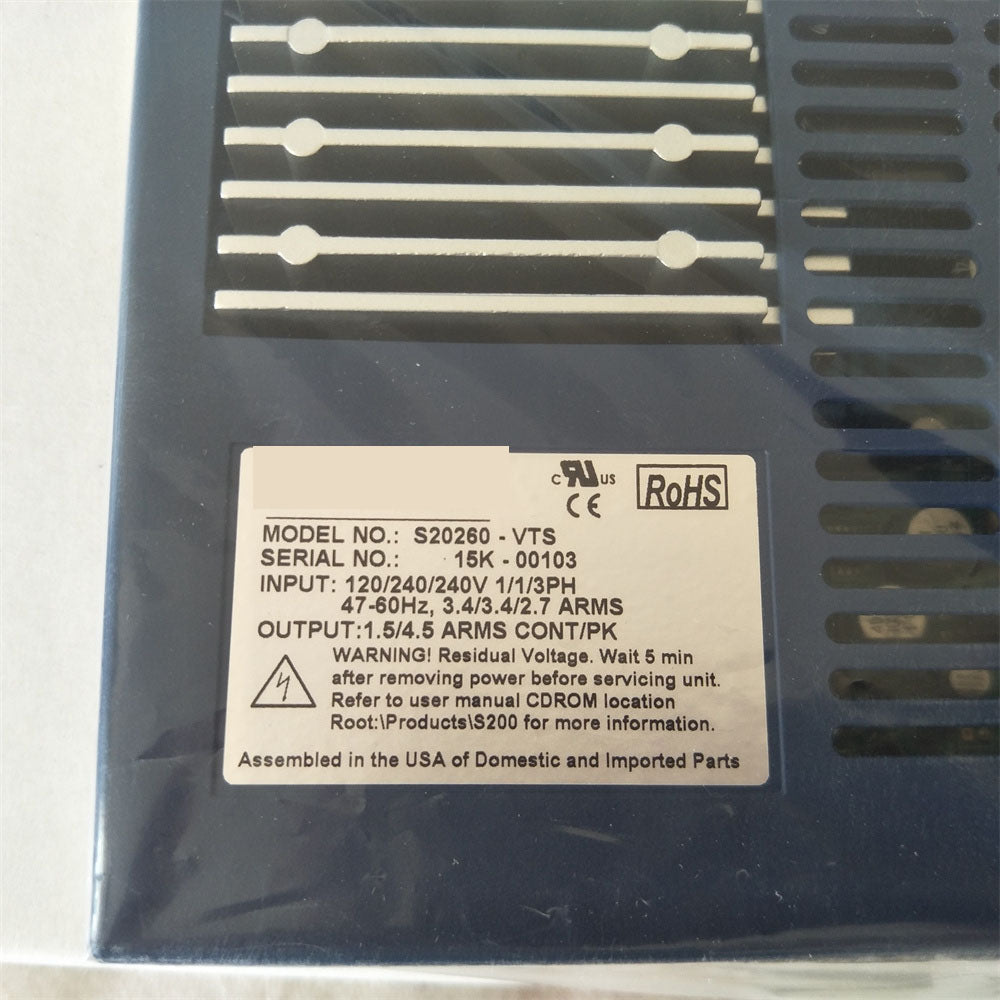 c RU US
CE
RoHS
MODEL NO.: S20260 - VTS
SERIAL NO.: 15K - 00103
INPUT: 120/240/240V 1/1/3PH
47-60Hz, 3.4/3.4/2.7 ARMS
OUTPUT:1.5/4.5 ARMS CONT/PK
WARNING! Residual Voltage. Wait 5 min
after removing power before servicing unit.
Refer to user manual CDROM location
Root:\Products\S200 for more information.
Assembled in the USA of Domestic and Imported Parts